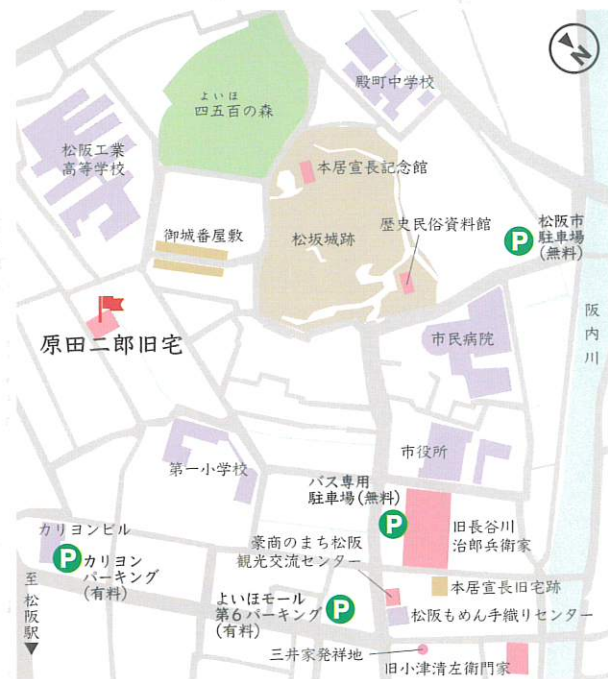 N
殿町中学校
よいほ
四五百の森
松阪工業
高等学校
本居宣長記念館
御城番屋敷
松坂城跡
歴史民俗資料館
P
松阪市
駐車場
(無料)
阪内川
原田二郎旧宅
市民病院
第一小学校
市役所
バス専用
駐車場(無料)
P
旧長谷川
治郎兵衛家
カリヨンビル
P
カリヨン
パーキング
(有料)
豪商のまち松阪
観光交流センター
本居宣長旧宅跡
よいほモール
第6パーキング
(有料)
P
松阪もめん手織りセンター
至松阪駅
三井家発祥地
旧小津清左衛門家